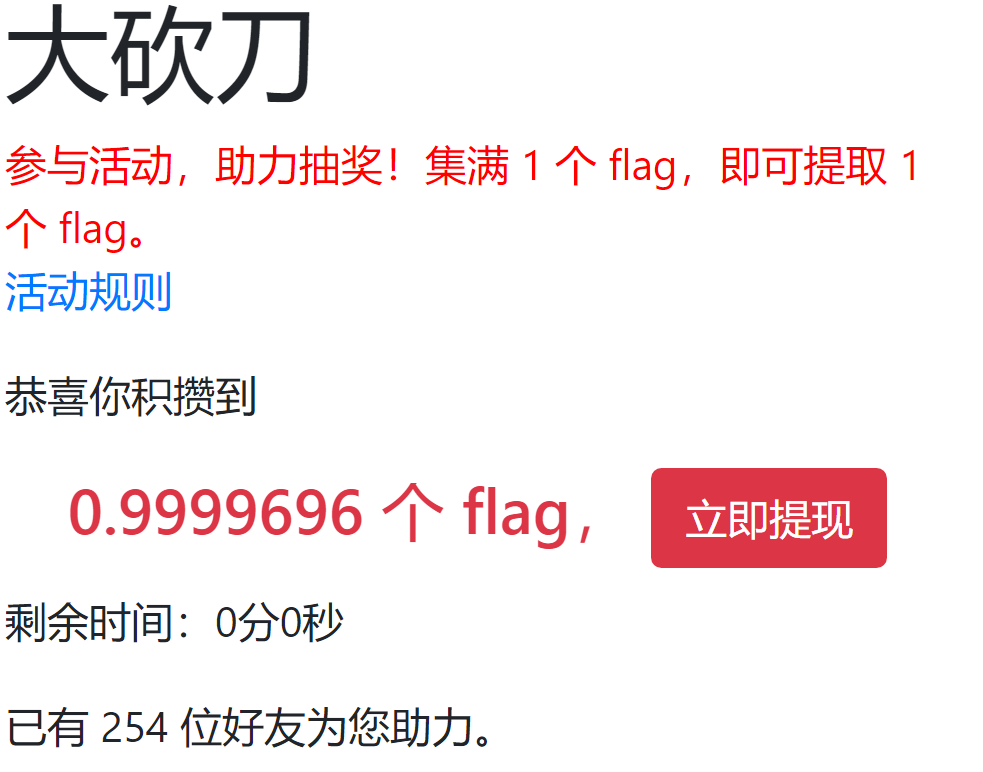 大砍刀
参与活动，助力抽奖！集满 1 个 flag，即可提取 1
个 flag。
活动规则
恭喜你积攒到
0.9999696 个 flag， 立即提现
剩余时间：0分0秒
已有 254 位好友为您助力。